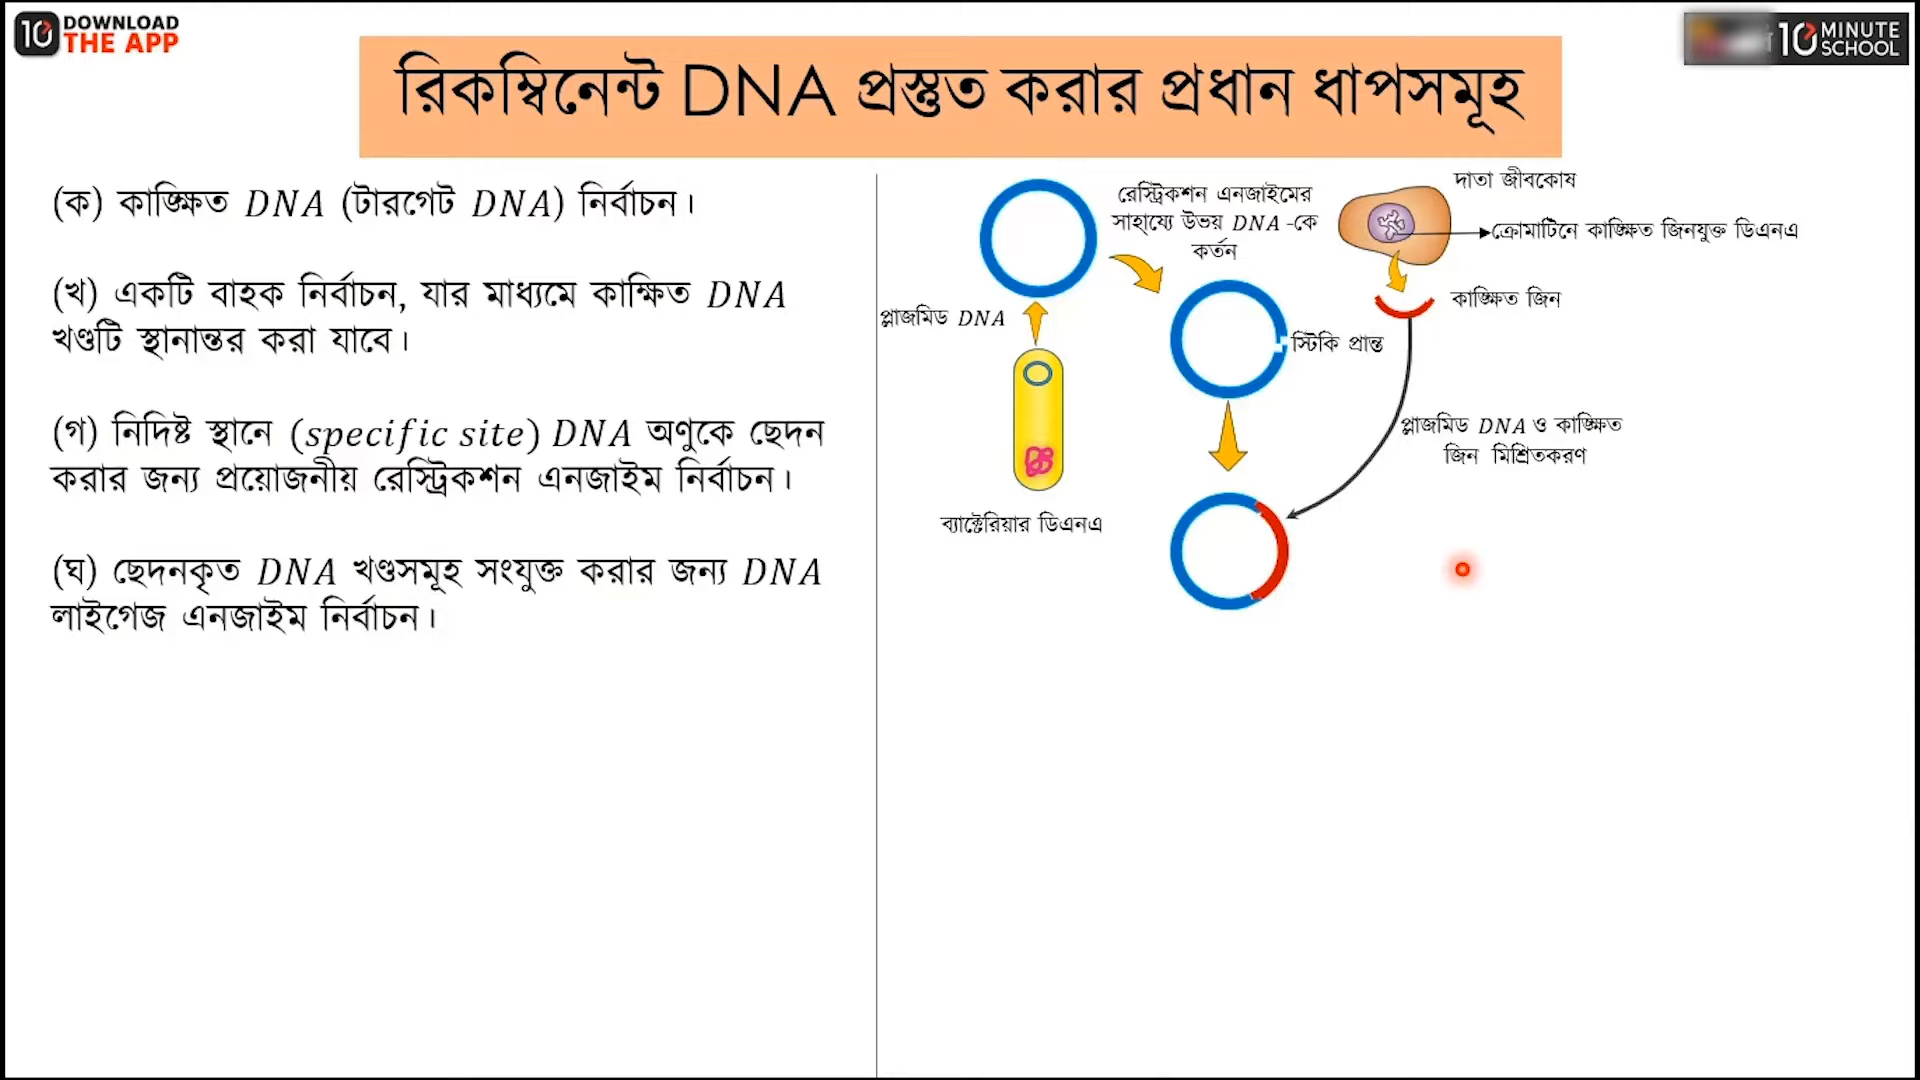 10 DOWNLOAD
THE APP
10 MINUTE
SCHOOL
রিকম্বিনেন্ট DNA প্রস্তুত করার প্রধান ধাপসমূহ
(ক) কাঙ্ক্ষিত DNA (টারগেট DNA) নির্বাচন।
(খ) একটি বাহক নির্বাচন, যার মাধ্যমে কাক্ষিত DNA
খণ্ডটি স্থানান্তর করা যাবে।
(গ) নিদিষ্ট স্থানে (specific site) DNA অণুকে ছেদন
করার জন্য প্রয়োজনীয় রেস্ট্রিকশন এনজাইম নির্বাচন।
(ঘ) ছেদনকৃত DNA খণ্ডসমূহ সংযুক্ত করার জন্য DNA
লাইগেজ এনজাইম নির্বাচন।
রেস্ট্রিকশন এনজাইমের
সাহায্যে উভয় DNA -কে
কর্তন
দাতা জীবকোষ
ক্রোমাটিনে কাঙ্ক্ষিত জিনযুক্ত ডিএনএ
কাঙ্ক্ষিত জিন
প্লাজমিড DNA
স্টিকি প্রান্ত
প্লাজমিড DNA ও কাঙ্ক্ষিত
জিন মিশ্রিতকরণ
ব্যাক্টেরিয়ার ডিএনএ